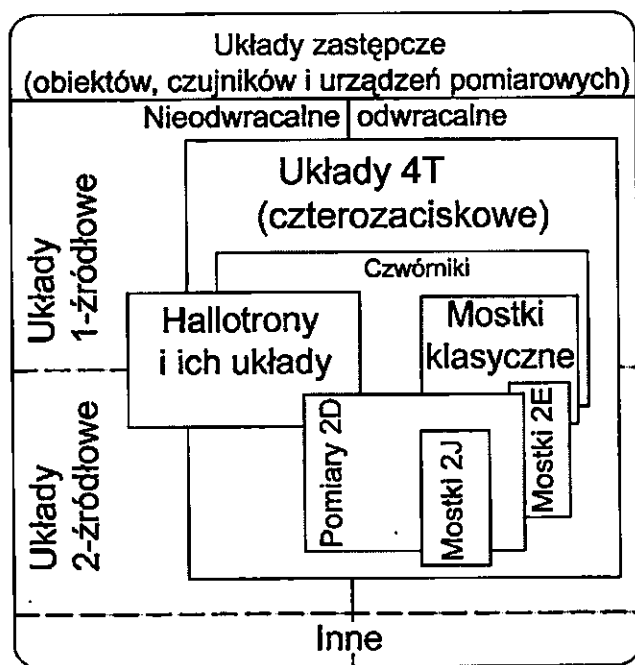 Układy zastępcze
(obiektów, czujników i urządzeń pomiarowych)
Nieodwracalne odwracalne
Układy 4T
(czterozaciskowe)
Czwórniki
Układy
1-źródłowe
Hallotrony
i ich układy
Mostki
klasyczne
Układy
2-źródłowe
Pomiary 2D
Mostki 2J
Mostki 2E
Inne